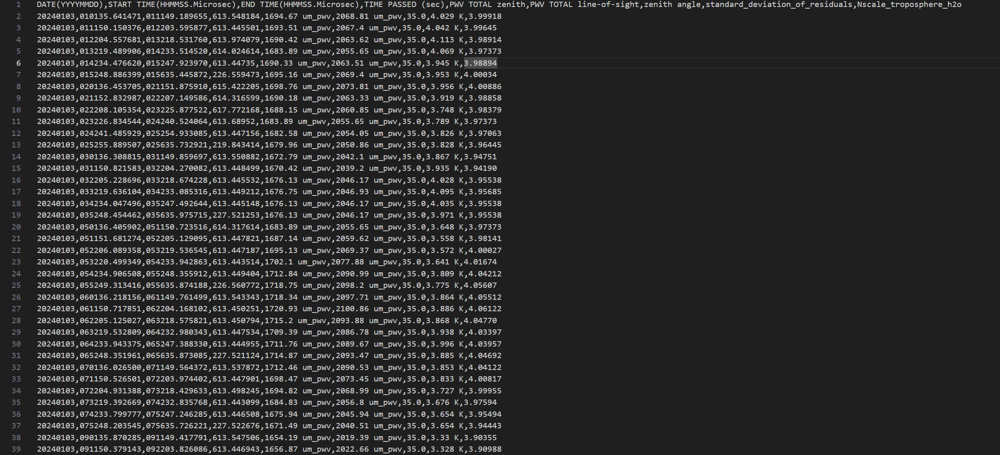 1 DATE(YYYYMMDD),START TIME(HHMMSS.Microsec),END TIME(HHMMSS.Microsec),TIME PASSED (sec),PWV TOTAL zenith,PWV TOTAL line-of-sight,zenith angle,standard_deviation_of_residuals,Nscale_troposphere_h2o
2 20240103,010135.641471,011149.189655,613.548184,1694.67 um_pwv,2068.81 um_pwv,35.0,4.029 K,3.99918
3 20240103,011150.150376,012203.595877,613.445501,1693.51 um_pwv,2067.4 um_pwv,35.0,4.042 K,3.99645
4 20240103,012204.557681,013218.531760,613.974079,1690.42 um_pwv,2063.62 um_pwv,35.0,4.113 K,3.98914
5 20240103,013219.489906,014233.514520,614.024614,1683.89 um_pwv,2055.65 um_pwv,35.0,4.069 K,3.97373
6 20240103,014234.476620,015247.923970,613.44735,1690.33 um_pwv,2063.51 um_pwv,35.0,3.945 K,3.98894
7 20240103,015248.886399,015635.445872,226.559473,1695.16 um_pwv,2069.4 um_pwv,35.0,3.953 K,4.00034
8 20240103,020136.453705,021151.875910,615.422205,1698.76 um_pwv,2073.81 um_pwv,35.0,3.956 K,4.00886
9 20240103,021152.832987,022207.149586,614.316599,1690.18 um_pwv,2063.33 um_pwv,35.0,3.919 K,3.98858
10 20240103,022208.105354,023225.877522,617.772168,1688.15 um_pwv,2060.85 um_pwv,35.0,3.748 K,3.98379
11 20240103,023226.834544,024240.524064,613.68952,1683.89 um_pwv,2055.65 um_pwv,35.0,3.789 K,3.97373
12 20240103,024241.485929,025254.933085,613.447156,1682.58 um_pwv,2054.05 um_pwv,35.0,3.826 K,3.97063
13 20240103,025255.889507,025635.732921,219.843414,1679.96 um_pwv,2050.86 um_pwv,35.0,3.828 K,3.96445
14 20240103,030136.308815,031149.859697,613.550882,1672.79 um_pwv,2042.1 um_pwv,35.0,3.867 K,3.94751
15 20240103,031150.821583,032204.270082,613.448499,1670.42 um_pwv,2039.2 um_pwv,35.0,3.935 K,3.94190
16 20240103,032205.228696,033218.674228,613.445532,1676.13 um_pwv,2046.17 um_pwv,35.0,4.028 K,3.95538
17 20240103,033219.636104,034233.085316,613.449212,1676.75 um_pwv,2046.93 um_pwv,35.0,4.095 K,3.95685
18 20240103,034234.047496,035247.492644,613.445148,1676.13 um_pwv,2046.17 um_pwv,35.0,4.035 K,3.95538
19 20240103,035248.454462,035635.975715,227.521253,1676.13 um_pwv,2046.17 um_pwv,35.0,3.971 K,3.95538
20 20240103,050136.405902,051150.723516,614.317614,1683.89 um_pwv,2055.65 um_pwv,35.0,3.648 K,3.97373
21 20240103,051151.681274,052205.129095,613.447821,1687.14 um_pwv,2059.62 um_pwv,35.0,3.558 K,3.98141
22 20240103,052206.089358,053219.536545,613.447187,1695.13 um_pwv,2069.37 um_pwv,35.0,3.572 K,4.00027
23 20240103,053220.499349,054233.942863,613.443514,1702.1 um_pwv,2077.88 um_pwv,35.0,3.641 K,4.01674
24 20240103,054234.906508,055248.355912,613.449404,1712.84 um_pwv,2090.99 um_pwv,35.0,3.809 K,4.04212
25 20240103,055249.313416,055635.874188,226.560772,1718.75 um_pwv,2098.2 um_pwv,35.0,3.775 K,4.05607
26 20240103,060136.218156,061149.761499,613.543343,1718.34 um_pwv,2097.71 um_pwv,35.0,3.864 K,4.05512
27 20240103,061150.717851,062204.168102,613.450251,1720.93 um_pwv,2100.86 um_pwv,35.0,3.886 K,4.06122
28 20240103,062205.125027,063218.575821,613.450794,1715.2 um_pwv,2093.88 um_pwv,35.0,3.868 K,4.04770
29 20240103,063219.532809,064232.980343,613.447534,1709.39 um_pwv,2086.78 um_pwv,35.0,3.938 K,4.03397
30 20240103,064233.943375,065247.388330,613.444955,1711.76 um_pwv,2089.67 um_pwv,35.0,3.996 K,4.03957
31 20240103,065248.351961,065635.873085,227.521124,1714.87 um_pwv,2093.47 um_pwv,35.0,3.885 K,4.04692
32 20240103,070136.026500,071149.564372,613.537872,1712.46 um_pwv,2090.53 um_pwv,35.0,3.853 K,4.04122
33 20240103,071150.526501,072203.974402,613.447901,1698.47 um_pwv,2073.45 um_pwv,35.0,3.833 K,4.00817
34 20240103,072204.931388,073218.429633,613.498245,1694.82 um_pwv,2068.99 um_pwv,35.0,3.727 K,3.99955
35 20240103,073219.392669,074232.835768,613.443099,1684.83 um_pwv,2056.8 um_pwv,35.0,3.676 K,3.97594
36 20240103,074233.799777,075247.246285,613.446508,1675.94 um_pwv,2045.94 um_pwv,35.0,3.654 K,3.95494
37 20240103,075248.203545,075635.726221,227.522676,1671.49 um_pwv,2040.51 um_pwv,35.0,3.654 K,3.94443
38 20240103,090135.870285,091149.417791,613.547506,1654.19 um_pwv,2019.39 um_pwv,35.0,3.33 K,3.90355
39 20240103,091150.379143,092203.826086,613.446943,1656.87 um_pwv,2022.66 um_pwv,35.0,3.328 K,3.90988